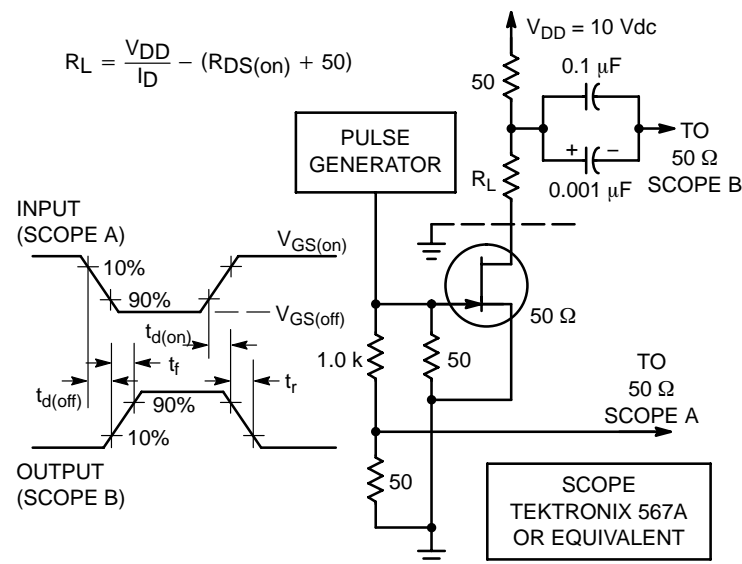 R_L = V_DD / I_D − (R_DS(on) + 50)
V_DD = 10 Vdc
50
0.1 µF
TO
50 Ω
SCOPE B
+ −
0.001 µF
R_L
PULSE
GENERATOR
INPUT
(SCOPE A)
V_GS(on)
10%
90%
V_GS(off)
t_d(on)
t_f
t_r
t_d(off)
90%
10%
OUTPUT
(SCOPE B)
50 Ω
1.0 k
50
TO
50 Ω
SCOPE A
50
SCOPE
TEKTRONIX 567A
OR EQUIVALENT